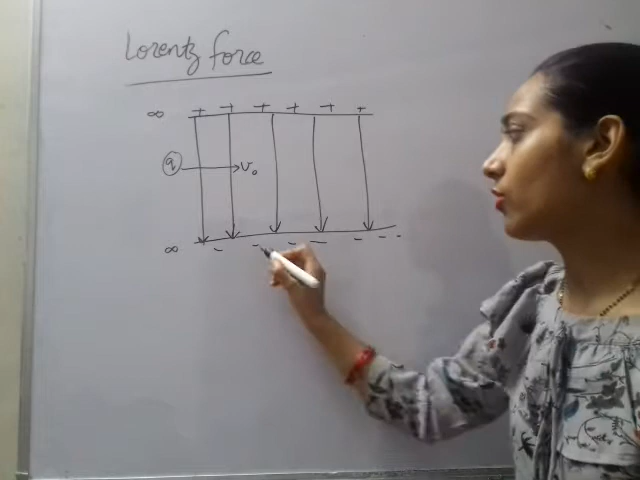 Lorentz force
∞ + + + + + +
q v₀
∞ - - - - - - -